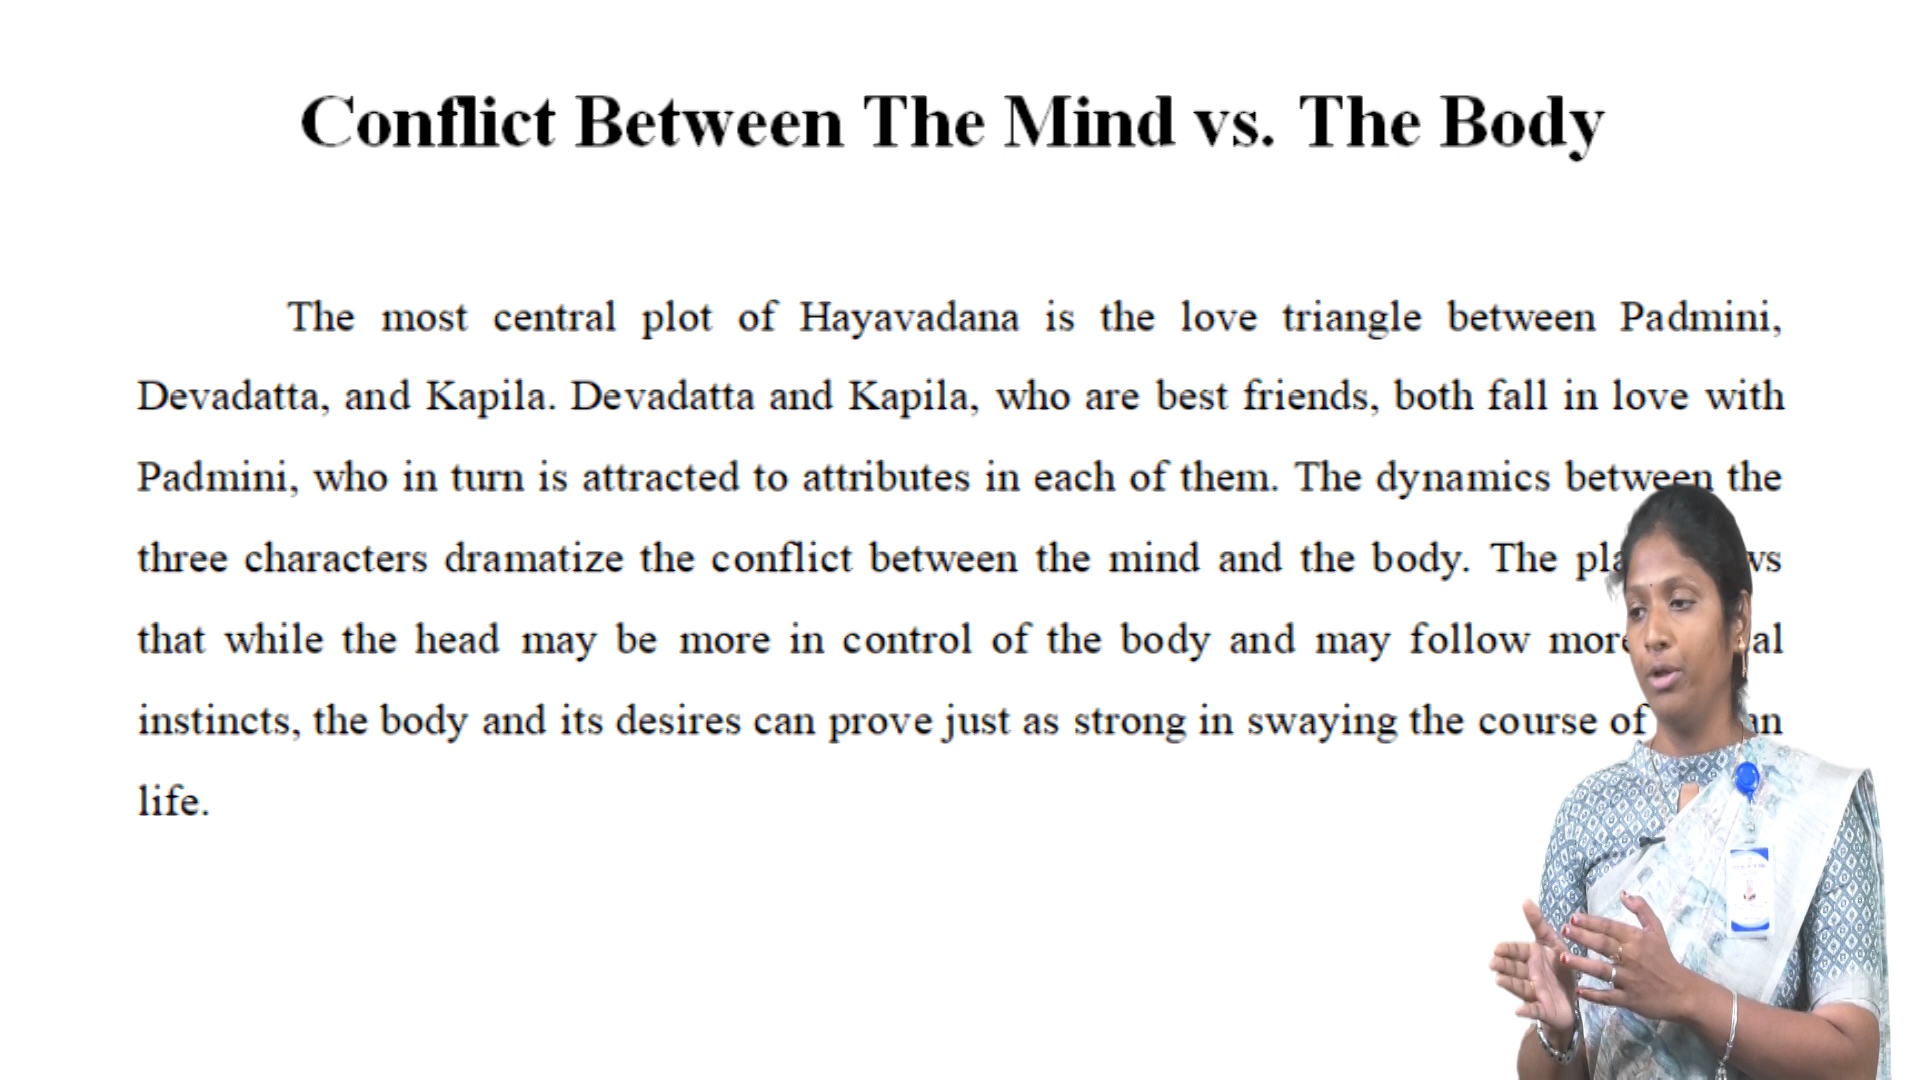 Conflict Between The Mind vs. The Body
The most central plot of Hayavadana is the love triangle between Padmini,
Devadatta, and Kapila. Devadatta and Kapila, who are best friends, both fall in love with
Padmini, who in turn is attracted to attributes in each of them. The dynamics between the
three characters dramatize the conflict between the mind and the body. The
that while the head may be more in control of the body and may follow more
instincts, the body and its desires can prove just as strong in swaying the course of
life.